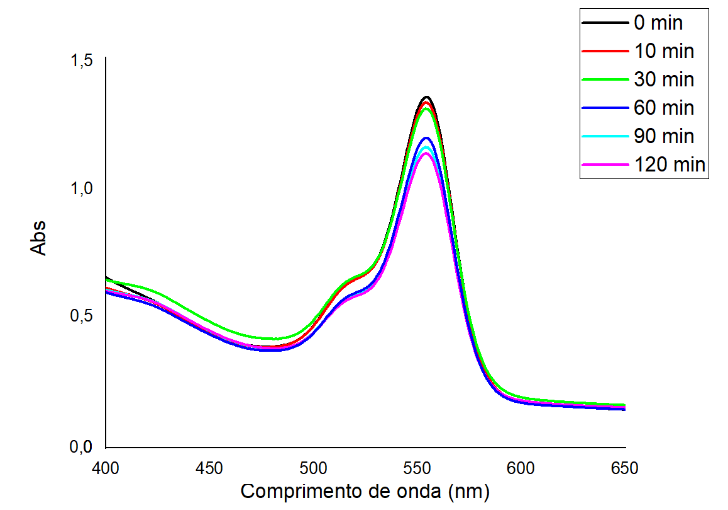 0 min
10 min
30 min
60 min
90 min
120 min
1,5
1,0
0,5
0,0
Abs
400 450 500 550 600 650
Comprimento de onda (nm)